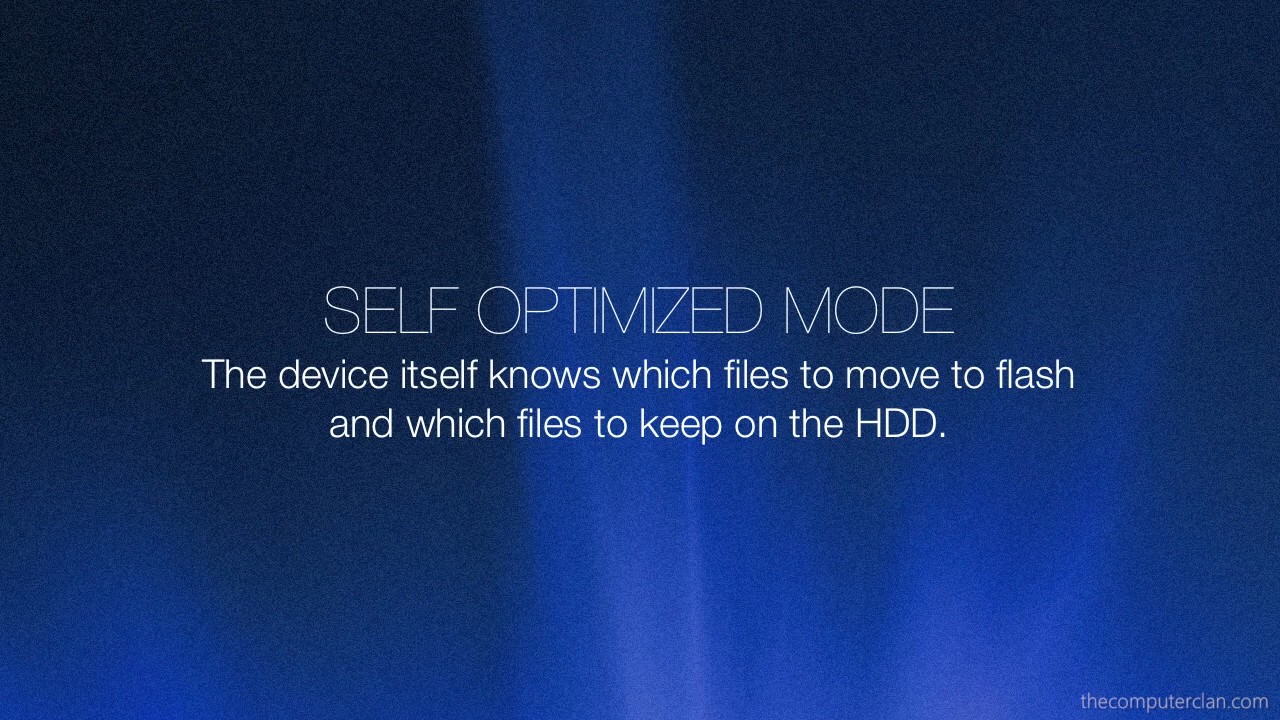 SELF OPTIMIZED MODE
The device itself knows which files to move to flash
and which files to keep on the HDD.
thecomputerclan.com